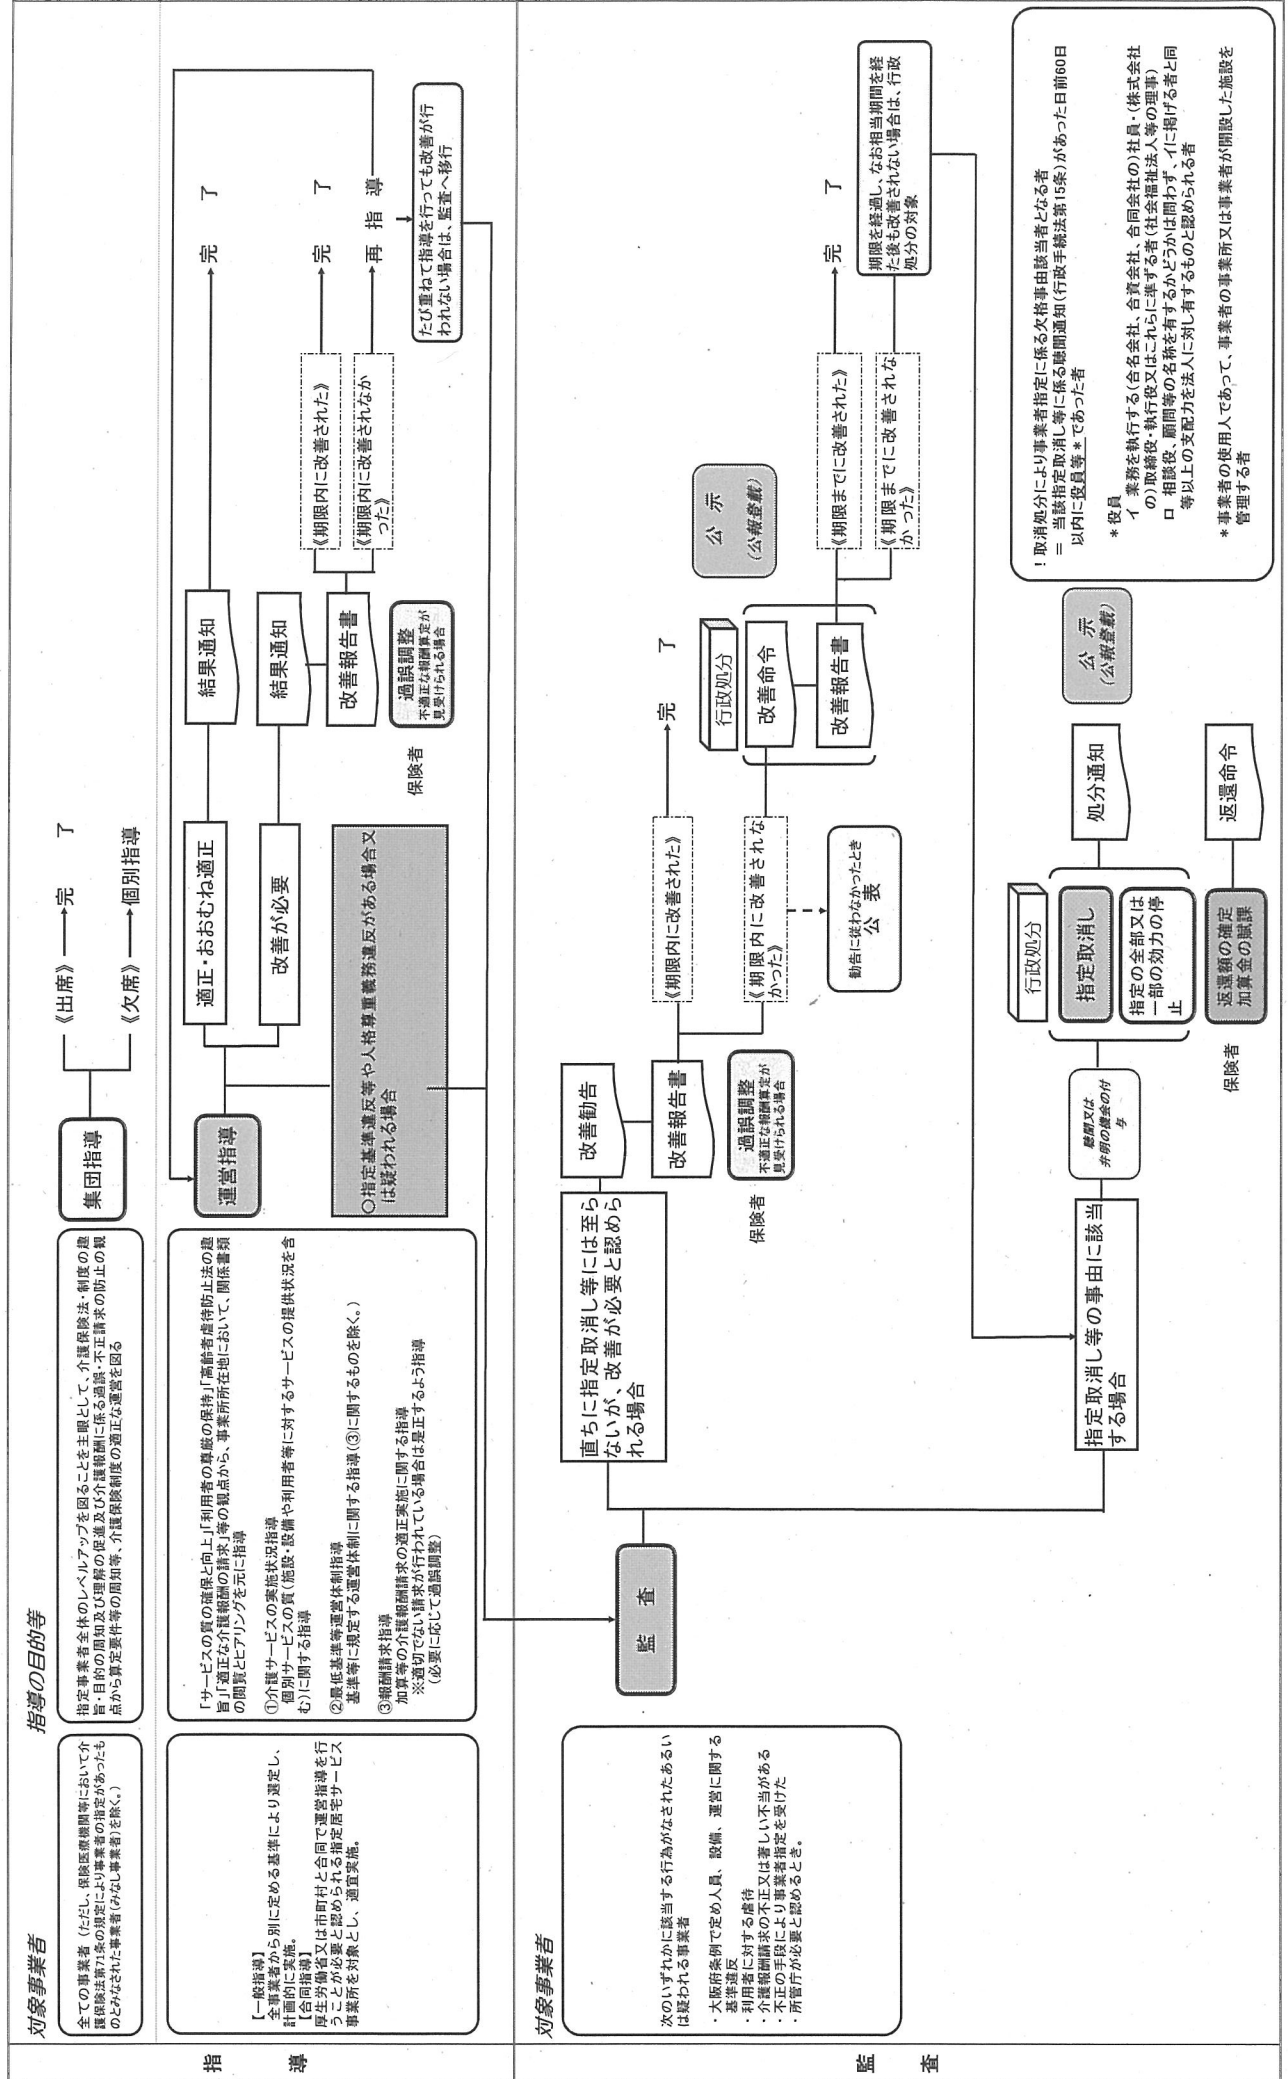 対象事業者
指導の目的等
指導
全ての事業者（ただし、保険医療機関等において介
護保険法第71条の規定により事業者の指定があったも
のとみなされた事業者(みなし事業者)を除く。）
指定事業者全体のレベルアップを図ることを主眼として、介護保険法・制度の趣
旨・目的の周知及び理解の促進及び介護報酬に係る過誤・不正請求の防止の観
点から算定要件等の周知等、介護保険制度の適正な運営を図る
集団指導
《出席》
完了
《欠席》
個別指導
【一般指導】
全事業者から別に定める基準により選定し、
計画的に実施。
【合同指導】
厚生労働省又は市町村と合同で運営指導を行
うことが必要と認められる指定居宅サービス
事業所を対象とし、適宜実施。
「サービスの質の確保と向上」「利用者の尊厳の保持」「高齢者虐待防止法の趣
旨」「適正な介護報酬の請求」等の観点から、事業所所在地において、関係書類
の閲覧とヒアリングを元に指導
①介護サービスの実施状況指導
個別サービスの質(施設・設備や利用者等に対するサービスの提供状況を含
む)に関する指導
②最低基準等運営体制指導
基準等に規定する運営体制に関する指導(③に関するものを除く。)
③報酬請求指導
加算等の介護報酬請求の適正実施に関する指導
※適切でない請求が行われている場合は是正するよう指導
(必要に応じて過誤調整)
運営指導
適正・おおむね適正
結果通知
完了
改善が必要
結果通知
改善報告書
《期限内に改善された》
完了
《期限内に改善されなか
った》
再指導
たび重ねて指導を行っても改善が行
われない場合は、監査へ移行
保険者
過誤調整
不適正な報酬算定が
見受けられる場合
○指定基準違反等や人格尊重義務違反がある場合又
は疑われる場合
監査
対象事業者
次のいずれかに該当する行為がなされたあるい
は疑われる事業者
・大阪府条例で定め人員、設備、運営に関する
基準違反
・利用者に対する虐待
・介護報酬請求の不正又は著しい不当がある
・不正の手段により事業者指定を受けた
・所管庁が必要と認めるとき。
監査
直ちに指定取消し等には至ら
ないが、改善が必要と認めら
れる場合
改善勧告
改善報告書
保険者
過誤調整
不適正な報酬算定が
見受けられる場合
《期限内に改善された》
完了
《期限内に改善されな
かった》
勧告に従わなかったとき
公表
行政処分
改善命令
改善報告書
公示
(公報登載)
《期限までに改善された》
完了
《期限までに改善されな
かった》
期限を経過し、なお相当期間を経
た後も改善されない場合は、行政
処分の対象
指定取消し等の事由に該当
する場合
聴聞又は
弁明の機会の付
与
行政処分
指定取消し
指定の全部又は
一部の効力の停
止
処分通知
公示
(公報登載)
保険者
返還額の確定
加算金の賦課
返還命令
！取消処分により事業者指定に係る欠格事由該当者となる者
＝ 当該指定取消し等に係る聴聞通知(行政手続法第15条)があった日前60日
以内に役員等＊であった者
＊役員
イ 業務を執行する(合名会社、合資会社、合同会社の)社員・(株式会社
の)取締役・執行役又はこれらに準ずる者(社会福祉法人等の理事)
ロ 相談役、顧問等の名称を有するかどうかは問わず、イに掲げる者と同
等以上の支配力を法人に対し有するものと認められる者
＊事業者の使用人であって、事業者の事業所又は事業者が開設した施設を
管理する者